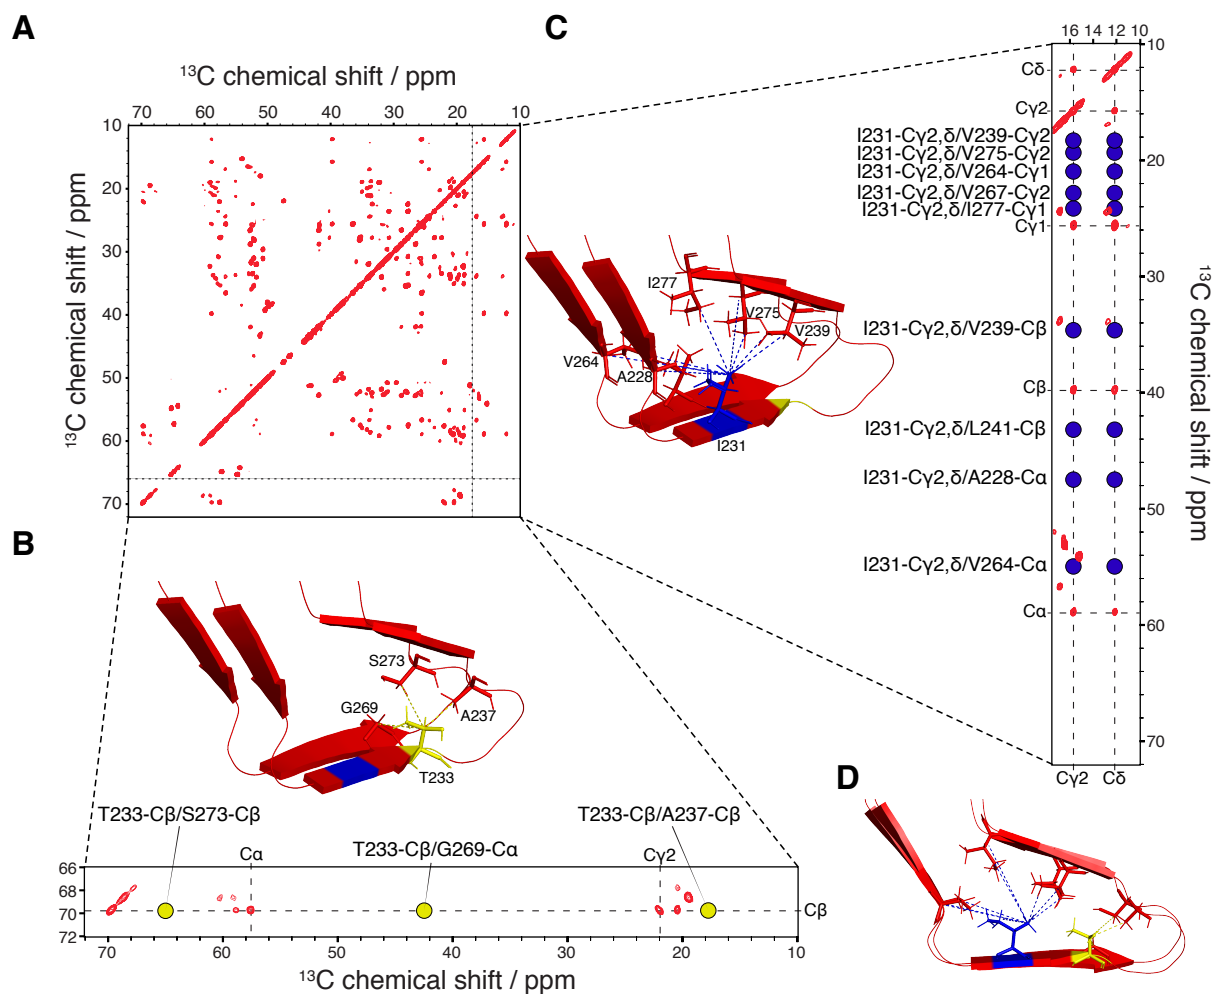 A
¹³C chemical shift / ppm
70 60 50 40 30 20 10
10
20
30
40
50
60
70
¹³C chemical shift / ppm
C
16 14 12 10
10
20
30
40
50
60
70
¹³C chemical shift / ppm
Cδ
Cγ2
I231-Cγ2,δ/V239-Cγ2
I231-Cγ2,δ/V275-Cγ2
I231-Cγ2,δ/V264-Cγ1
I231-Cγ2,δ/V267-Cγ2
I231-Cγ2,δ/I277-Cγ1
Cγ1
I231-Cγ2,δ/V239-Cβ
Cβ
I231-Cγ2,δ/L241-Cβ
I231-Cγ2,δ/A228-Cα
I231-Cγ2,δ/V264-Cα
Cα
Cγ2 Cδ
I277
V275
V239
V264
A228
I231
B
S273
G269
A237
T233
T233-Cβ/S273-Cβ
T233-Cβ/A237-Cβ
Cα
T233-Cβ/G269-Cα
Cγ2
66
68
70
72
Cβ
70 60 50 40 30 20 10
¹³C chemical shift / ppm
D